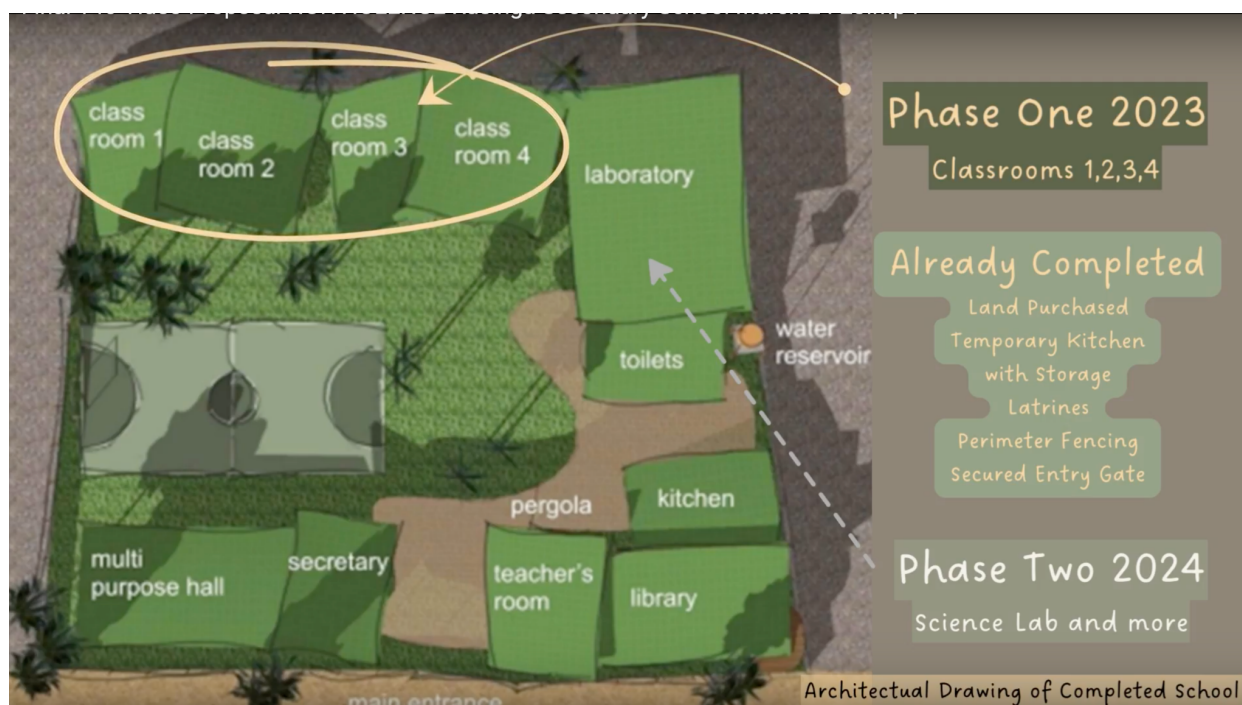 class
room 1
class
room 2
class
room 3
class
room 4
laboratory
toilets
water
reservoir
kitchen
pergola
multi
purpose hall
secretary
teacher's
room
library
main entrance
Phase One 2023
Classrooms 1,2,3,4
Already Completed
Land Purchased
Temporary Kitchen
with Storage
Latrines
Perimeter Fencing
Secured Entry Gate
Phase Two 2024
Science Lab and more
Architectual Drawing of Completed School